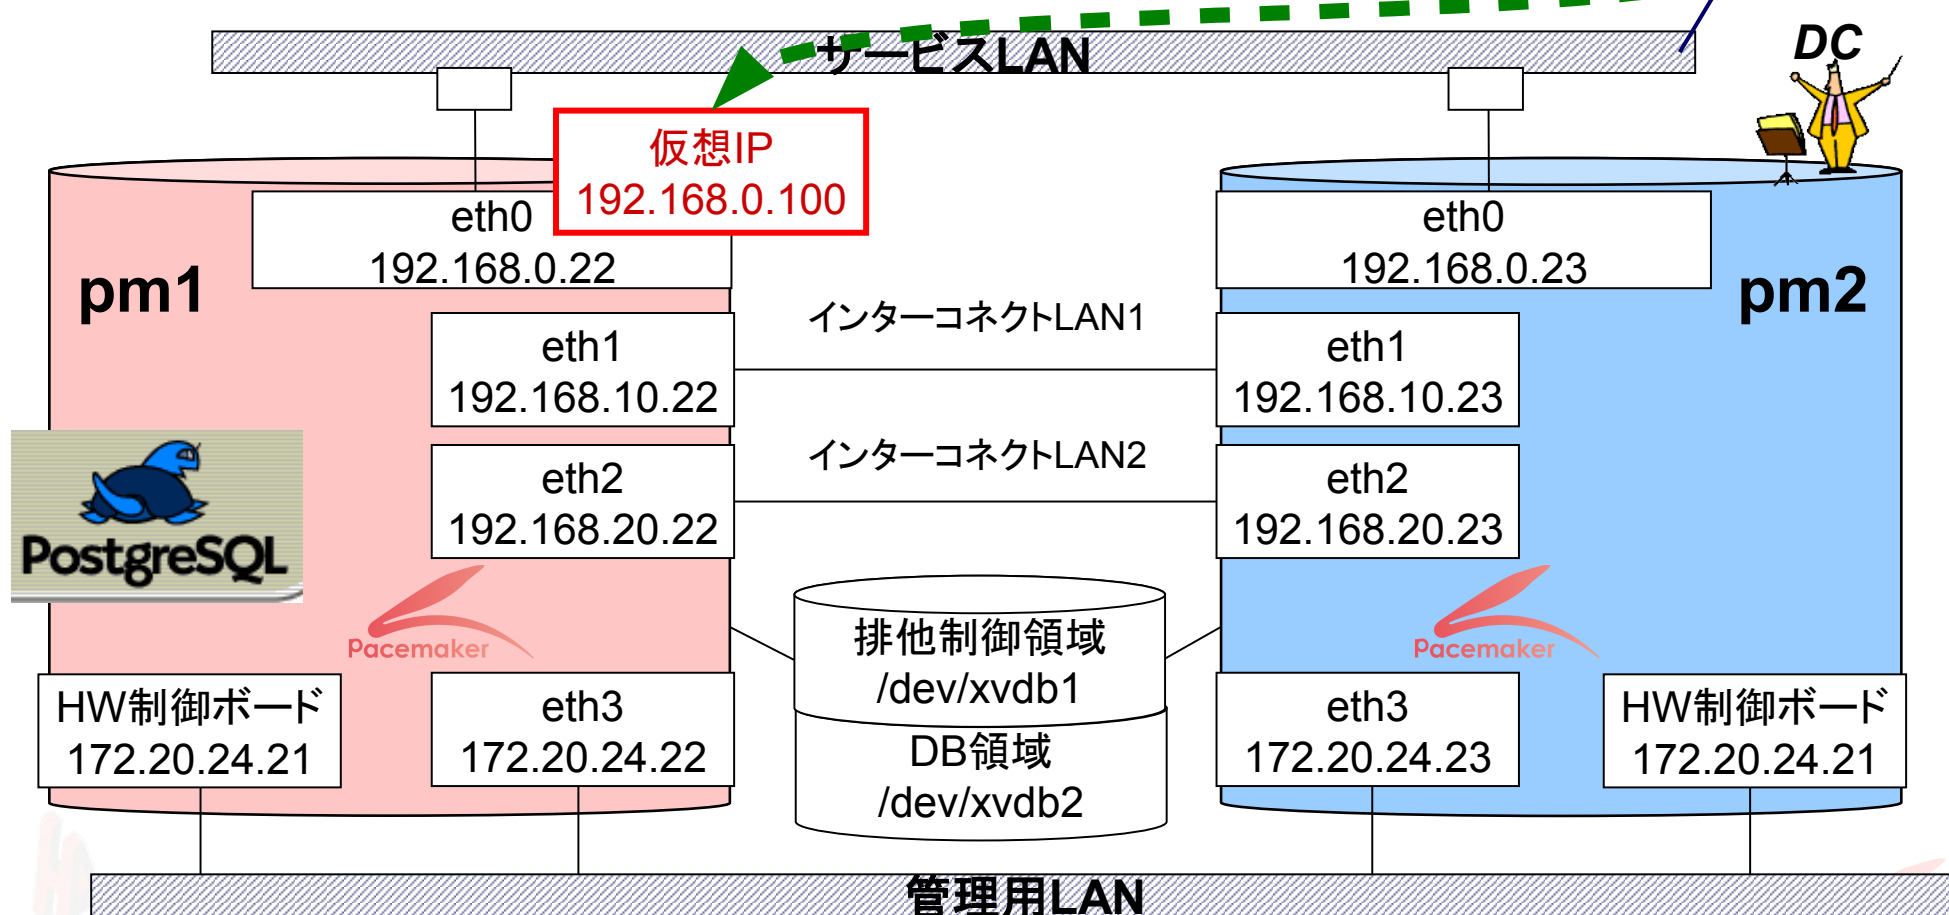 サービスLAN
DC
仮想IP
192.168.0.100
eth0
192.168.0.22
eth0
192.168.0.23
pm1
pm2
インターコネクトLAN1
eth1
192.168.10.22
eth1
192.168.10.23
インターコネクトLAN2
eth2
192.168.20.22
eth2
192.168.20.23
PostgreSQL
Pacemaker
Pacemaker
排他制御領域
/dev/xvdb1
HW制御ボード
172.20.24.21
eth3
172.20.24.22
DB領域
/dev/xvdb2
eth3
172.20.24.23
HW制御ボード
172.20.24.21
管理用LAN